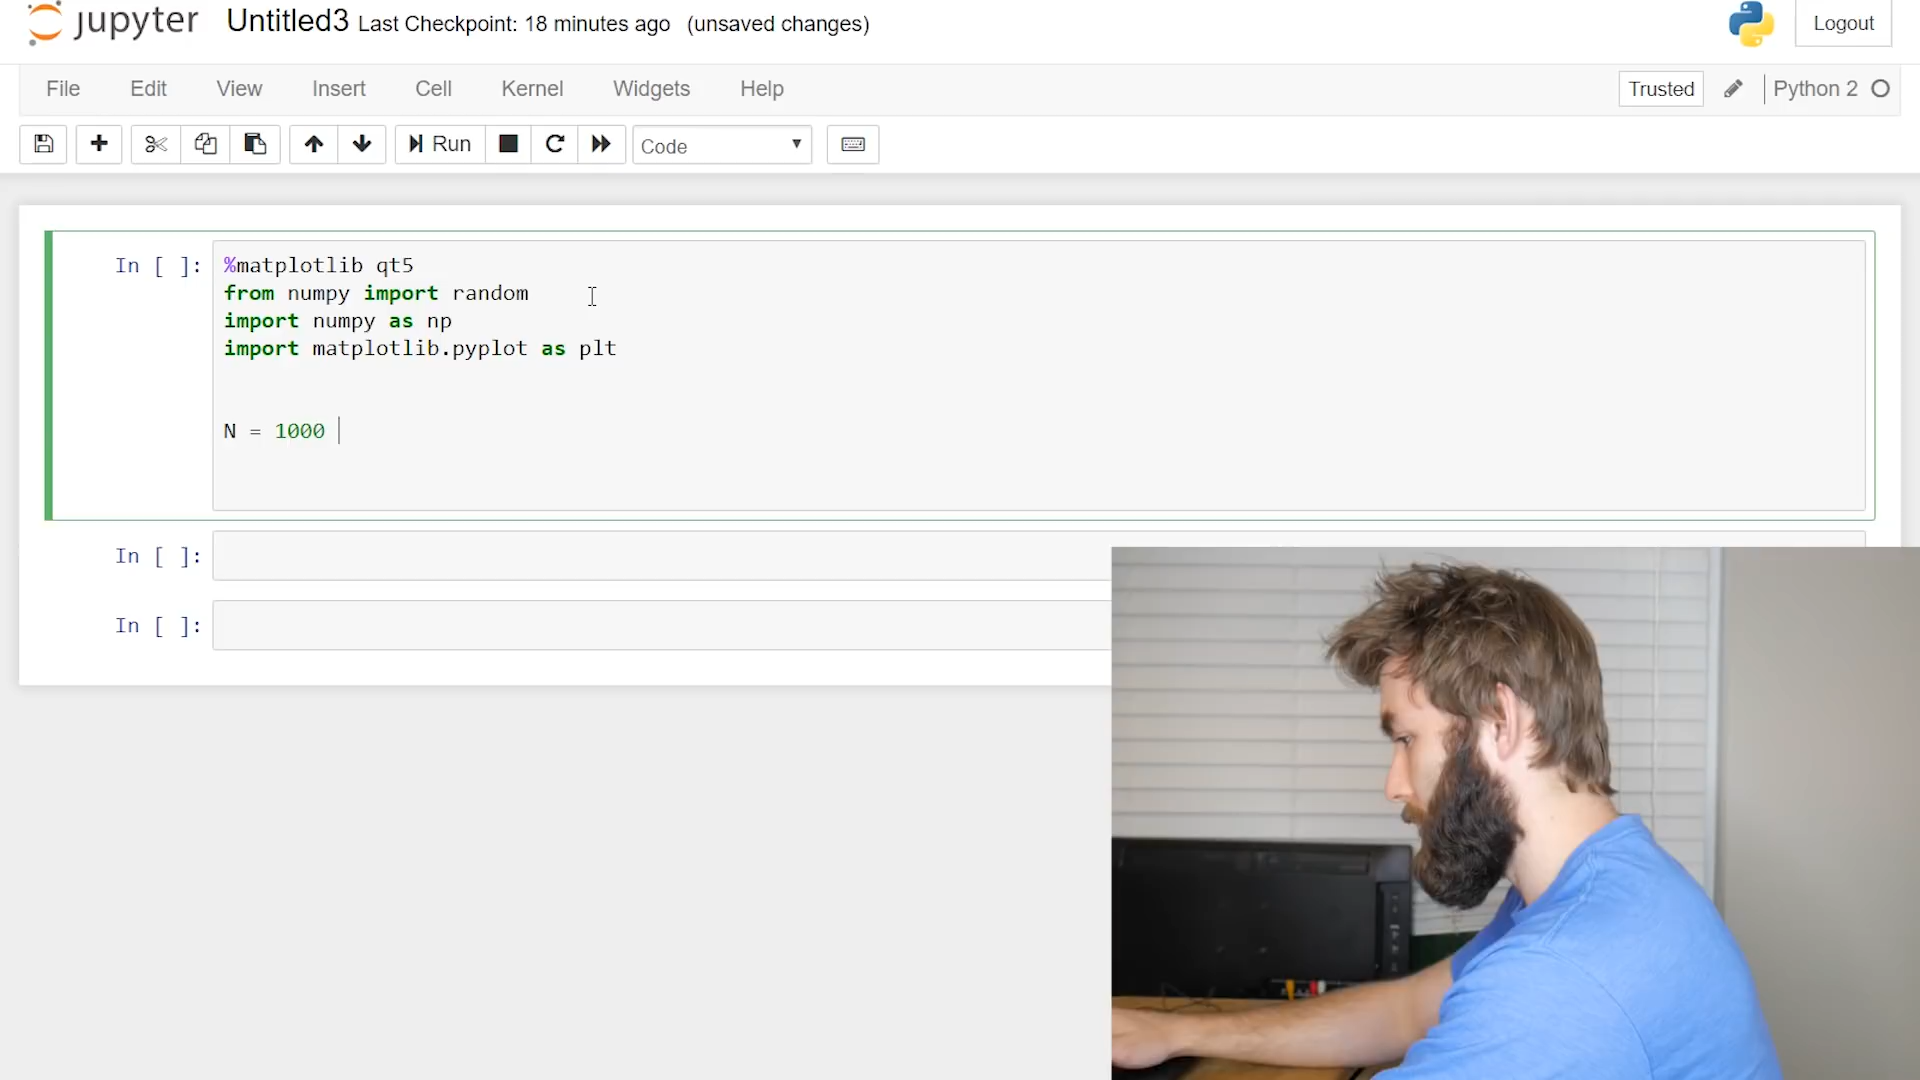 jupyter Untitled3 Last Checkpoint: 18 minutes ago (unsaved changes) Logout
File Edit View Insert Cell Kernel Widgets Help Trusted Python 2
Run Code
In [ ]: %matplotlib qt5
from numpy import random
import numpy as np
import matplotlib.pyplot as plt
N = 1000
In [ ]:
In [ ]: